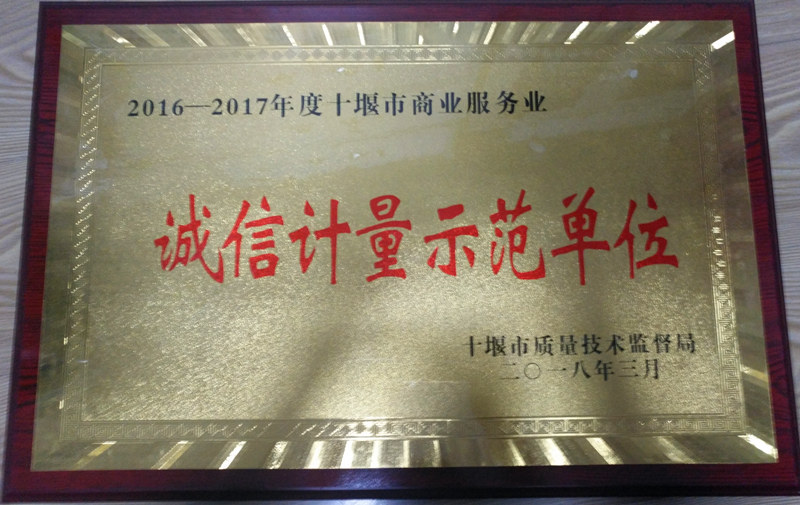 2016—2017年度十堰市商业服务业
诚信计量示范单位
十堰市质量技术监督局
二〇一八年三月